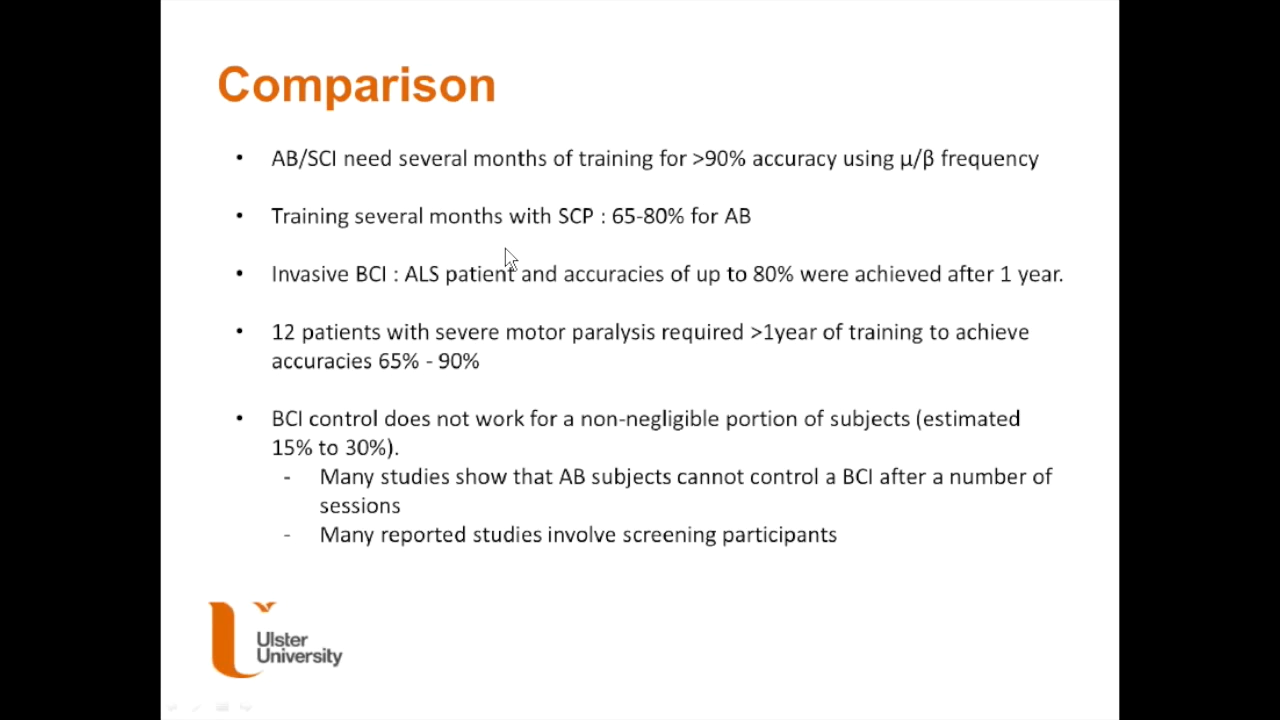 Comparison
• AB/SCI need several months of training for >90% accuracy using μ/β frequency
• Training several months with SCP : 65-80% for AB
• Invasive BCI : ALS patient and accuracies of up to 80% were achieved after 1 year.
• 12 patients with severe motor paralysis required >1year of training to achieve
accuracies 65% - 90%
• BCI control does not work for a non-negligible portion of subjects (estimated
15% to 30%).
- Many studies show that AB subjects cannot control a BCI after a number of
sessions
- Many reported studies involve screening participants
Ulster
University